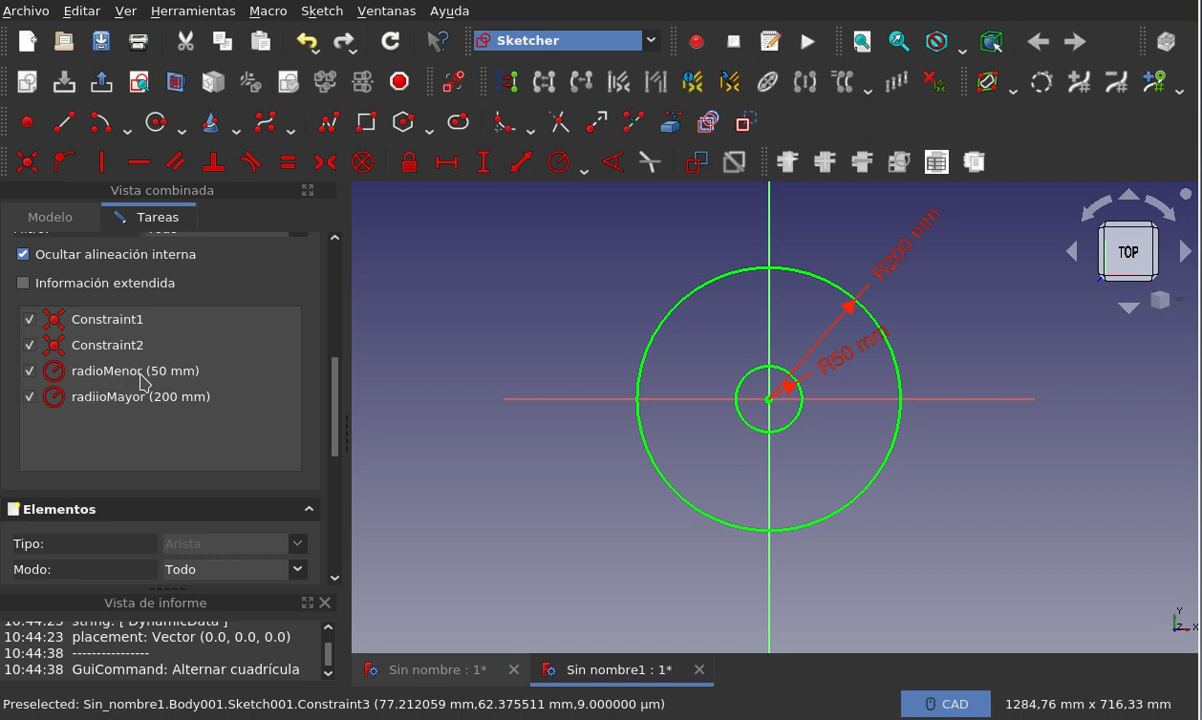 Archivo Editar Ver Herramientas Macro Sketch Ventanas Ayuda
Sketcher
Vista combinada
Modelo Tareas
Ocultar alineación interna
Información extendida
Constraint1
Constraint2
radioMenor (50 mm)
radiioMayor (200 mm)
Elementos
Tipo: Arista
Modo: Todo
Vista de informe
placement: Vector (0.0, 0.0, 0.0)
10:44:23
10:44:38 ----------------
10:44:38 GuiCommand: Alternar cuadrícula
R200 mm
R50 mm
TOP
Y
Z X
Sin nombre : 1*
Sin nombre1 : 1*
Preselected: Sin_nombre1.Body001.Sketch001.Constraint3 (77.212059 mm,62.375511 mm,9.000000 µm)
CAD
1284,76 mm x 716,33 mm